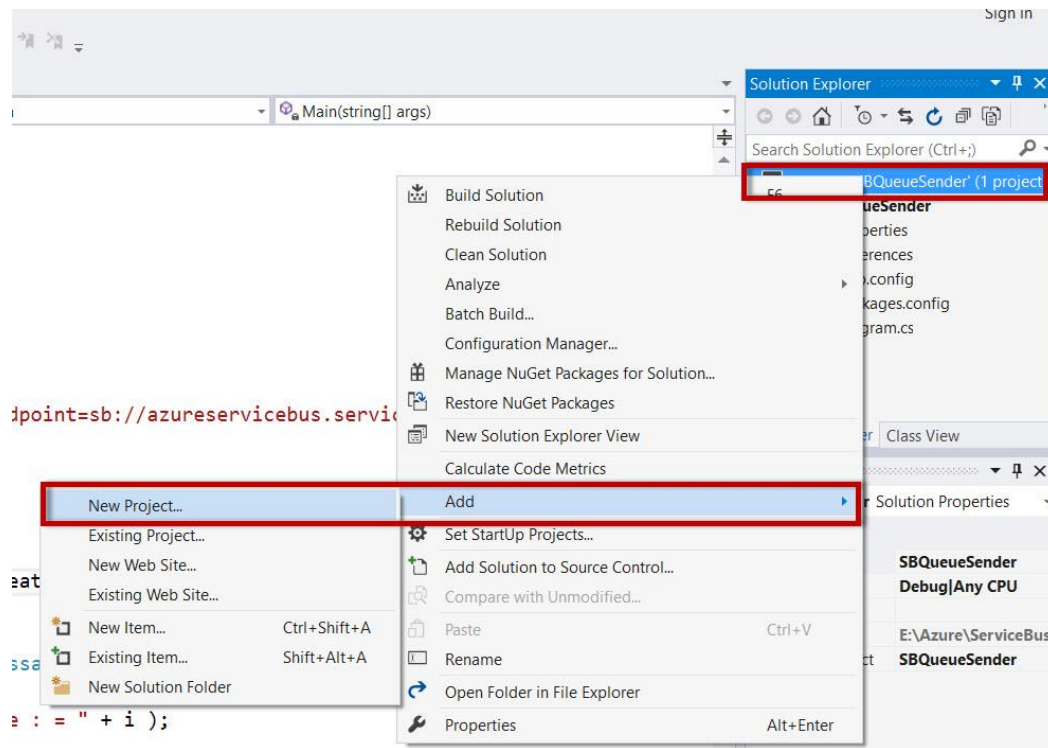 Sign in
Main(string[] args)
Solution Explorer
Search Solution Explorer (Ctrl+;)
BQueueSender' (1 project
F6
ueSender
perties
erences
p.config
kages.config
gram.cs
Build Solution
Rebuild Solution
Clean Solution
Analyze
Batch Build...
Configuration Manager...
Manage NuGet Packages for Solution...
Restore NuGet Packages
New Solution Explorer View
Calculate Code Metrics
Add
Set StartUp Projects...
Add Solution to Source Control...
Compare with Unmodified...
Paste Ctrl+V
Rename
Open Folder in File Explorer
Properties Alt+Enter
New Project...
Existing Project...
New Web Site...
Existing Web Site...
New Item... Ctrl+Shift+A
Existing Item... Shift+Alt+A
New Solution Folder
dpoint=sb://azureservicebus.servic
eat
ssa
e : = " + i );
er Class View
r Solution Properties
SBQueueSender
Debug|Any CPU
E:\Azure\ServiceBus
ct SBQueueSender